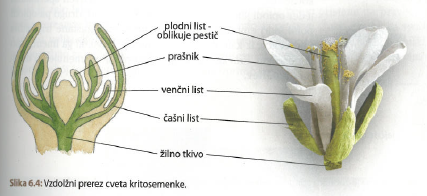 plodni list -
oblikuje pestič
prašnik
venčni list
čašni list
žilno tkivo
Slika 6.4: Vzdolžni prerez cveta kritosemenke.